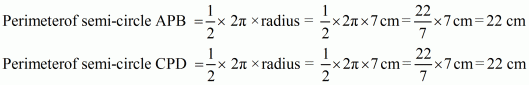 Perimeterof semi-circle APB = 1/2 × 2π × radius = 1/2 × 2π × 7 cm = 22/7 × 7 cm = 22 cm
Perimeterof semi-circle CPD = 1/2 × 2π × radius = 1/2 × 2π × 7 cm = 22/7 × 7 cm = 22 cm